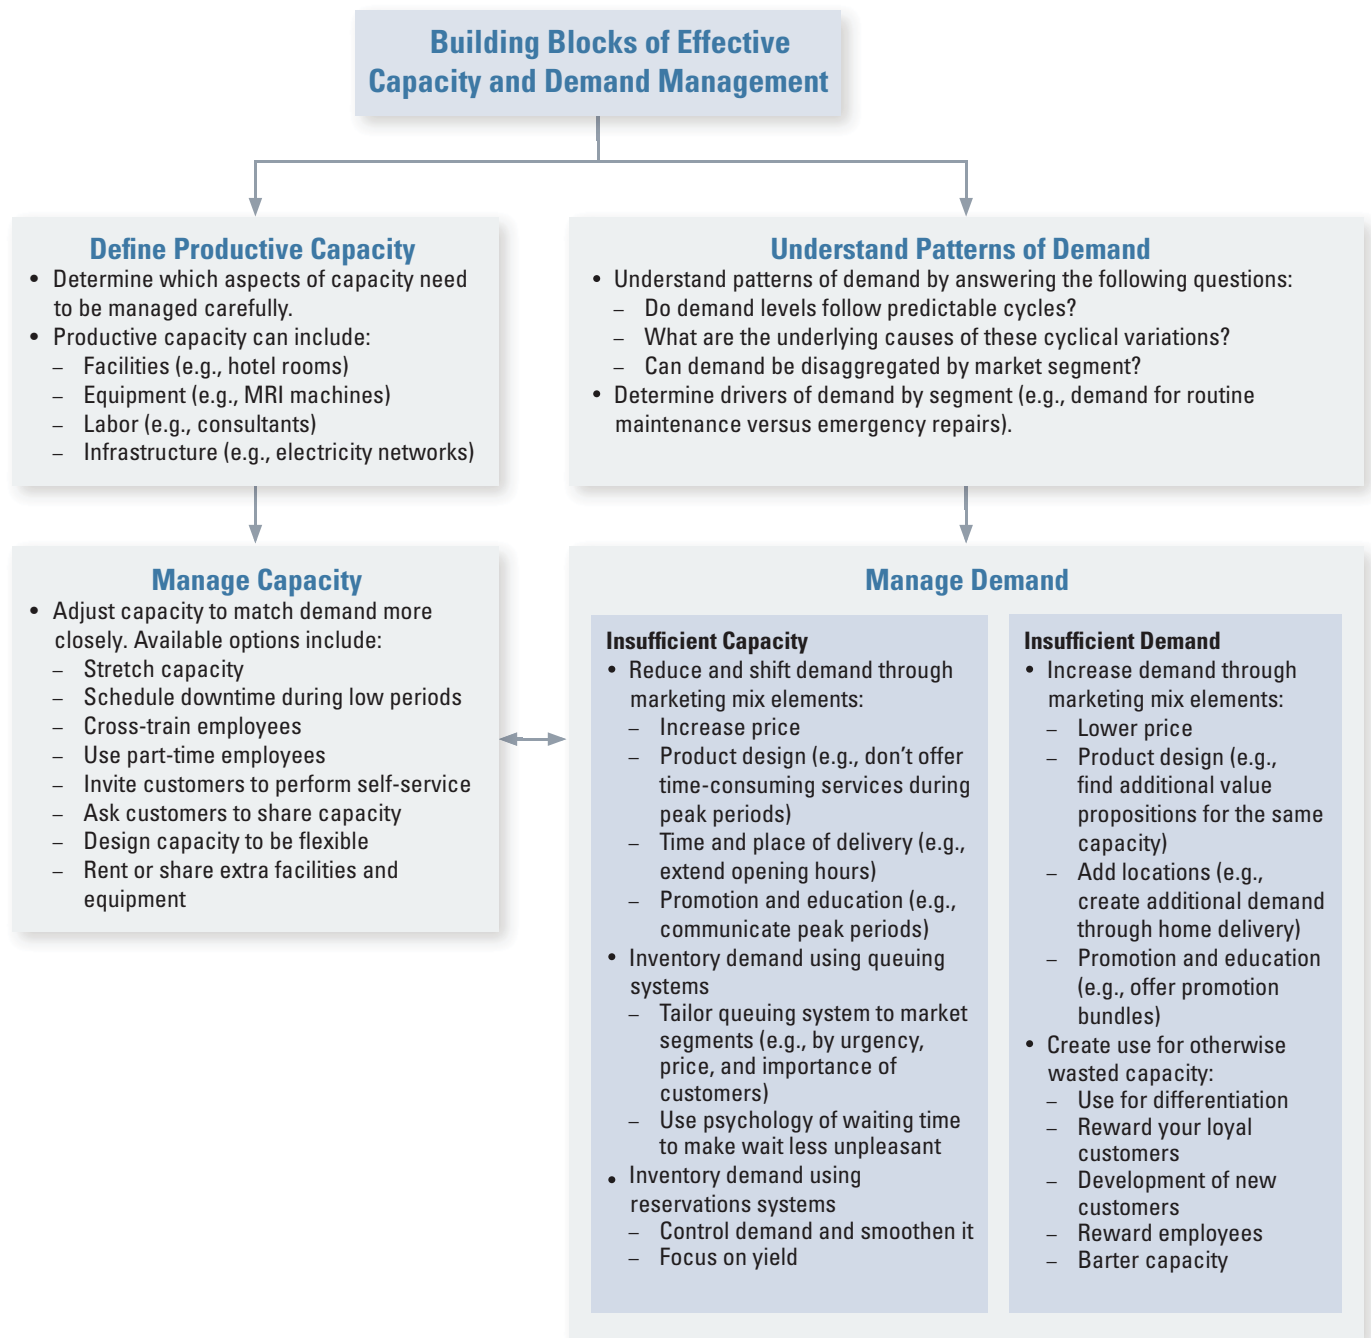 Building Blocks of Effective
Capacity and Demand Management
Define Productive Capacity
• Determine which aspects of capacity need
to be managed carefully.
• Productive capacity can include:
– Facilities (e.g., hotel rooms)
– Equipment (e.g., MRI machines)
– Labor (e.g., consultants)
– Infrastructure (e.g., electricity networks)
Understand Patterns of Demand
• Understand patterns of demand by answering the following questions:
– Do demand levels follow predictable cycles?
– What are the underlying causes of these cyclical variations?
– Can demand be disaggregated by market segment?
• Determine drivers of demand by segment (e.g., demand for routine
maintenance versus emergency repairs).
Manage Capacity
• Adjust capacity to match demand more
closely. Available options include:
– Stretch capacity
– Schedule downtime during low periods
– Cross-train employees
– Use part-time employees
– Invite customers to perform self-service
– Ask customers to share capacity
– Design capacity to be flexible
– Rent or share extra facilities and
equipment
Manage Demand
Insufficient Capacity
• Reduce and shift demand through
marketing mix elements:
– Increase price
– Product design (e.g., don't offer
time-consuming services during
peak periods)
– Time and place of delivery (e.g.,
extend opening hours)
– Promotion and education (e.g.,
communicate peak periods)
• Inventory demand using queuing
systems
– Tailor queuing system to market
segments (e.g., by urgency,
price, and importance of
customers)
– Use psychology of waiting time
to make wait less unpleasant
• Inventory demand using
reservations systems
– Control demand and smoothen it
– Focus on yield
Insufficient Demand
• Increase demand through
marketing mix elements:
– Lower price
– Product design (e.g.,
find additional value
propositions for the same
capacity)
– Add locations (e.g.,
create additional demand
through home delivery)
– Promotion and education
(e.g., offer promotion
bundles)
• Create use for otherwise
wasted capacity:
– Use for differentiation
– Reward your loyal
customers
– Development of new
customers
– Reward employees
– Barter capacity